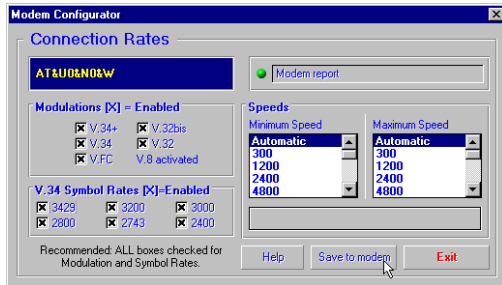 Modem Configurator
Connection Rates
AT&U0&N0&W
Modem report
Modulations [X] = Enabled
V.34+ V.32bis
V.34 V.32
V.FC V.8 activated
V.34 Symbol Rates [X]=Enabled
3429 3200 3000
2800 2743 2400
Recommended: ALL boxes checked for
Modulation and Symbol Rates.
Speeds
Minimum Speed Maximum Speed
Automatic Automatic
300 300
1200 1200
2400 2400
4800 4800
Help Save to modem Exit